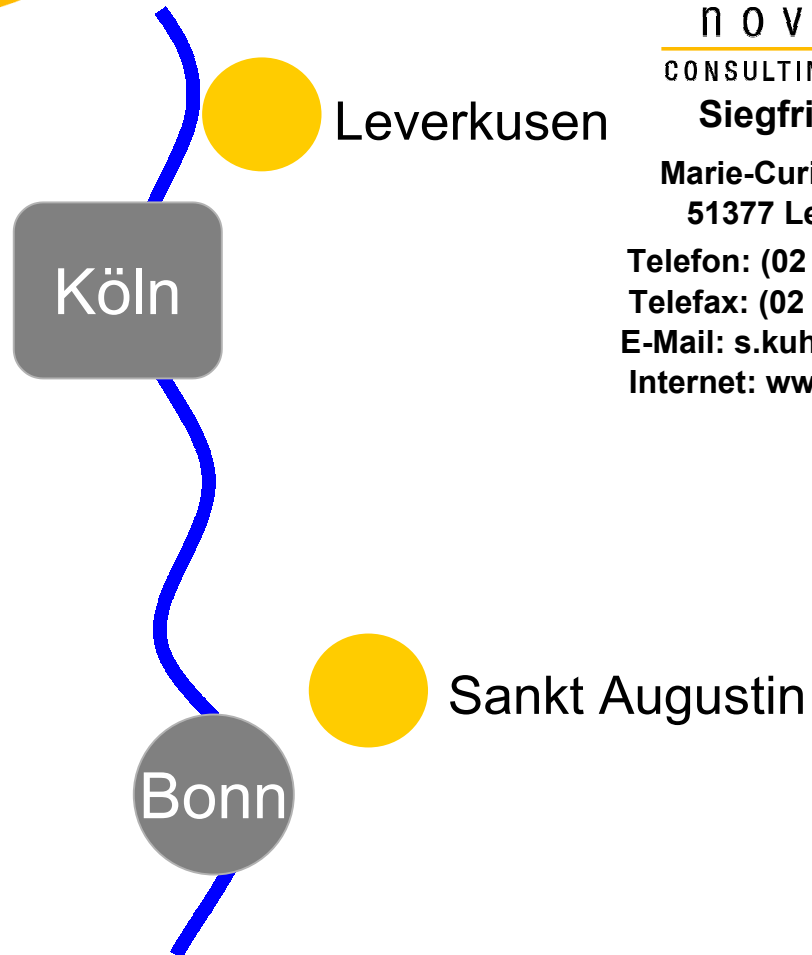 nov
CONSULTIN
Leverkusen
Siegfri
Marie-Curi
51377 Le
Telefon: (02
Telefax: (02
E-Mail: s.kuh
Internet: ww
Köln
Sankt Augustin
Bonn